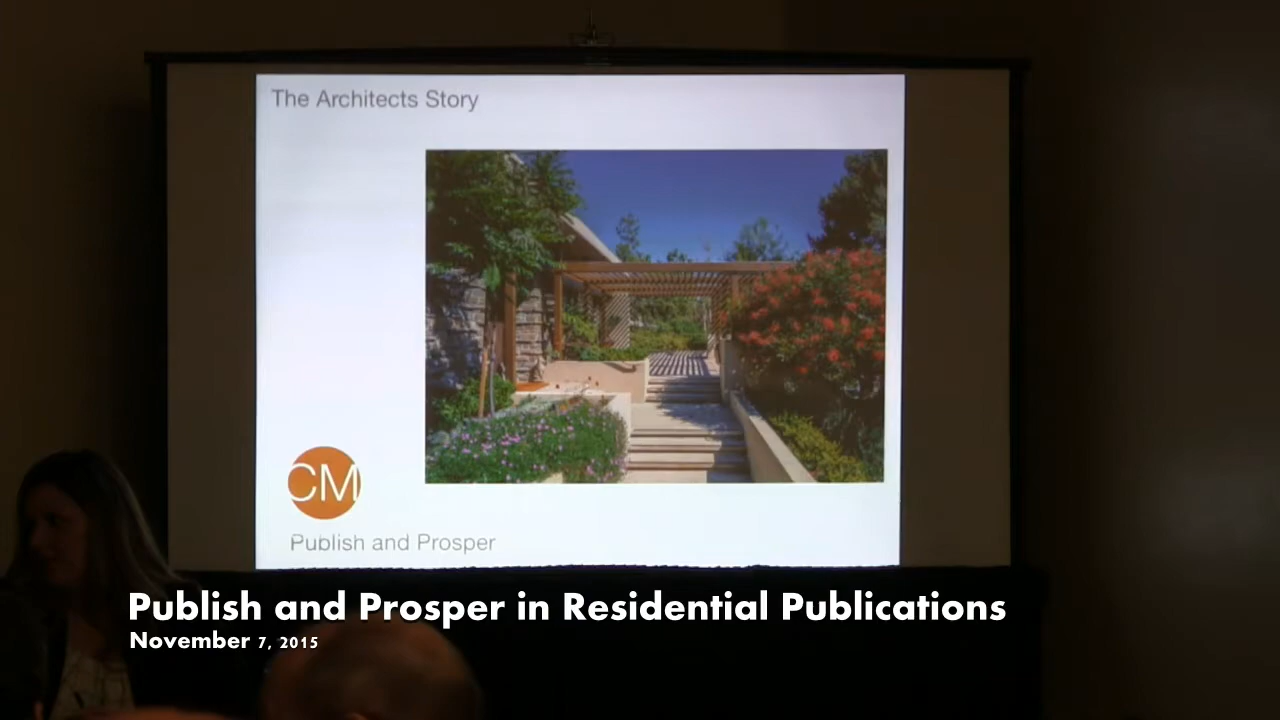 The Architects Story
CM
Publish and Prosper
Publish and Prosper in Residential Publications
November 7, 2015